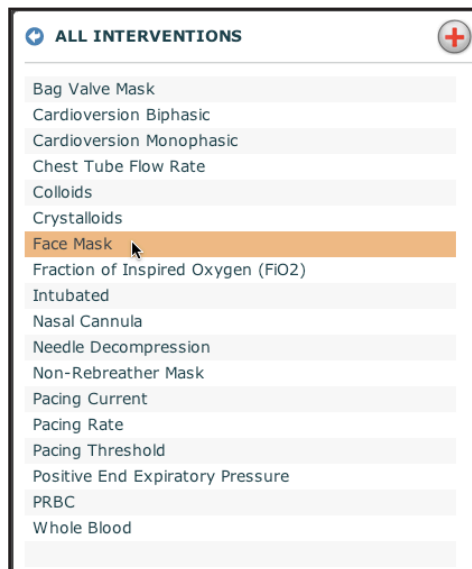 ALL INTERVENTIONS
Bag Valve Mask
Cardioversion Biphasic
Cardioversion Monophasic
Chest Tube Flow Rate
Colloids
Crystalloids
Face Mask
Fraction of Inspired Oxygen (FiO2)
Intubated
Nasal Cannula
Needle Decompression
Non-Rebreather Mask
Pacing Current
Pacing Rate
Pacing Threshold
Positive End Expiratory Pressure
PRBC
Whole Blood